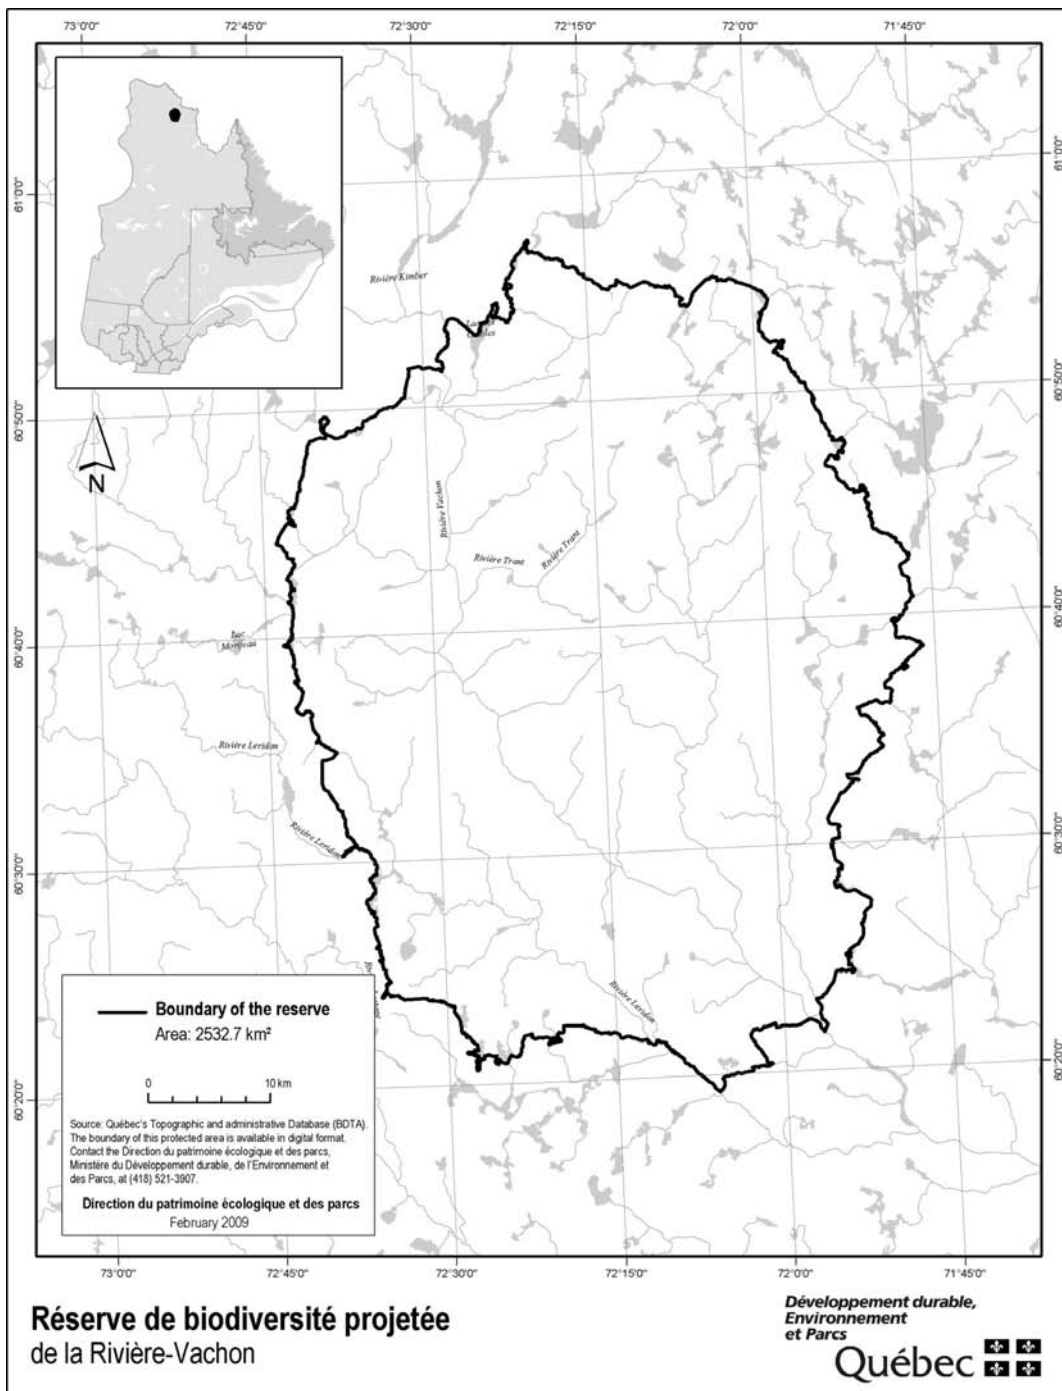 73°0'0" 72°45'0" 72°30'0" 72°15'0" 72°0'0" 71°45'0"
61°0'0"
61°0'0"
Rivière Kimber
60°50'0"
60°50'0"
N
Rivière Vachon
Rivière Trant
Rivière Trant
60°40'0"
60°40'0"
Lac
Rivière Leridon
Rivière Leridon
60°30'0"
60°30'0"
Rivière Leridon
60°20'0"
60°20'0"
Boundary of the reserve
Area: 2532.7 km²
0 10 km
Source: Québec's Topographic and administrative Database (BDTA).
The boundary of this protected area is available in digital format.
Contact the Direction du patrimoine écologique et des parcs,
Ministère du Développement durable, de l'Environnement et
des Parcs, at (418) 521-3907.
Direction du patrimoine écologique et des parcs
February 2009
73°0'0" 72°45'0" 72°30'0" 72°15'0" 72°0'0" 71°45'0"
Réserve de biodiversité projetée
de la Rivière-Vachon
Développement durable,
Environnement
et Parcs
Québec